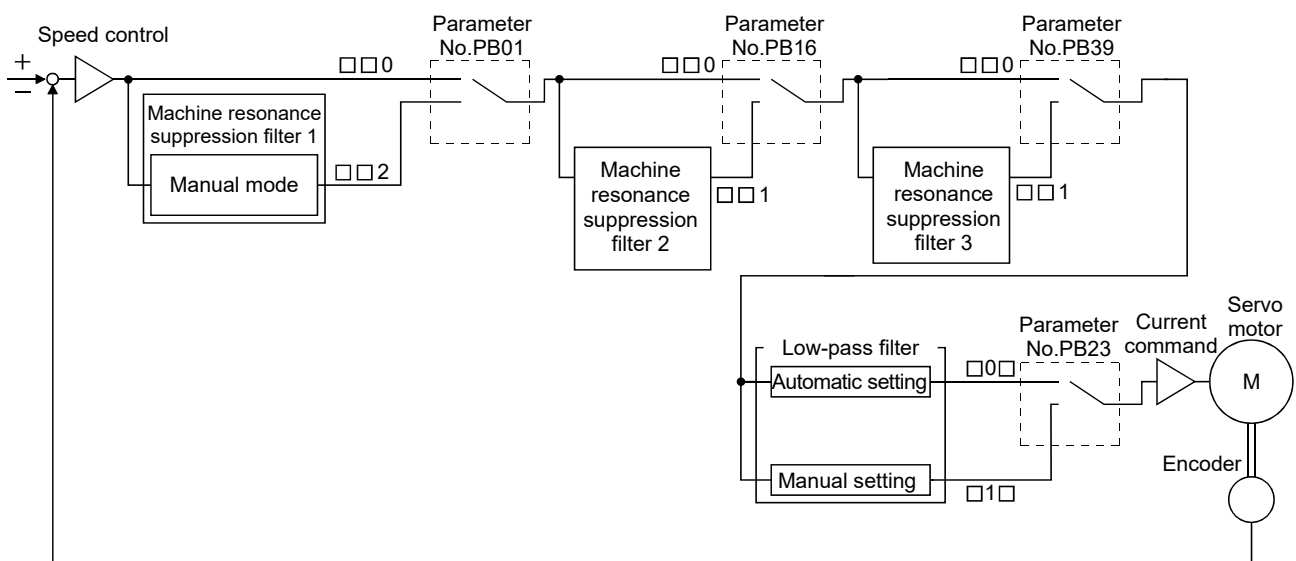 Speed control
+
−
□□0
Parameter
No.PB01
Machine resonance
suppression filter 1
Manual mode
□□2
□□0
Parameter
No.PB16
Machine
resonance
suppression
filter 2
□□1
□□0
Parameter
No.PB39
Machine
resonance
suppression
filter 3
□□1
Low-pass filter
Automatic setting
□0□
Manual setting
□1□
Parameter
No.PB23
Current
command
Servo
motor
M
Encoder